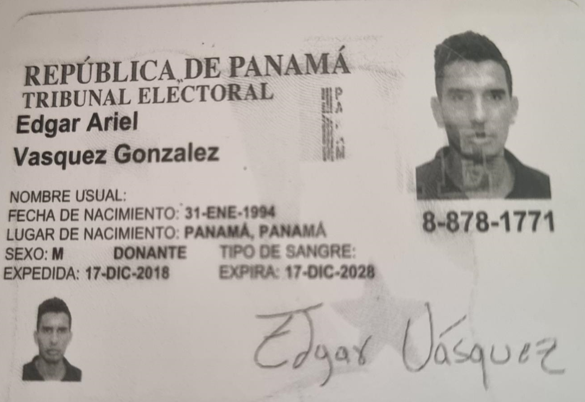 REPÚBLICA DE PANAMÁ
TRIBUNAL ELECTORAL
Edgar Ariel
Vasquez Gonzalez
NOMBRE USUAL:
FECHA DE NACIMIENTO: 31-ENE-1994
LUGAR DE NACIMIENTO: PANAMÁ, PANAMÁ
SEXO: M DONANTE TIPO DE SANGRE:
EXPEDIDA: 17-DIC-2018 EXPIRA: 17-DIC-2028
8-878-1771
Edgar Vásquez